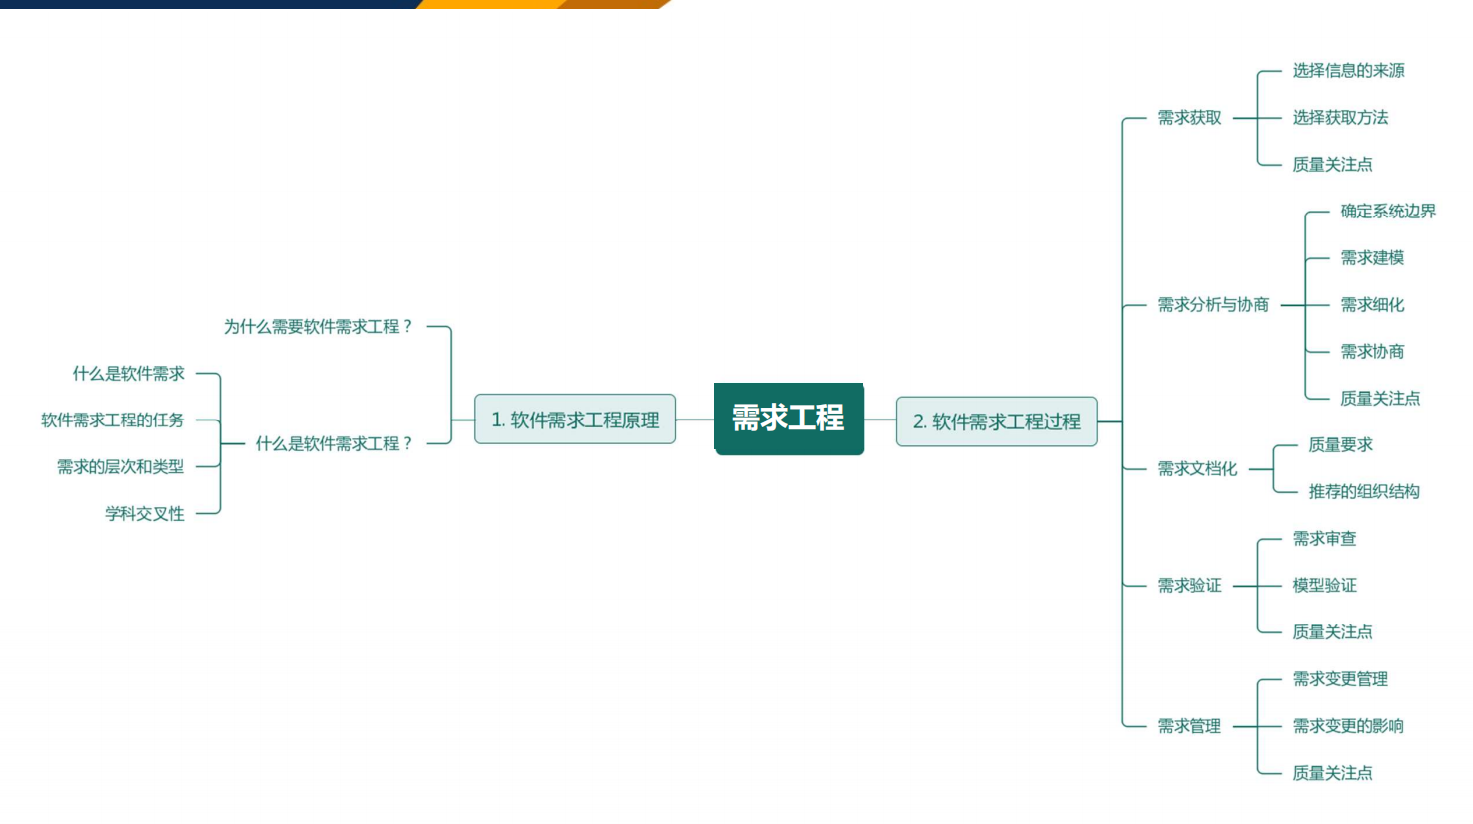 需求工程
1. 软件需求工程原理
为什么需要软件需求工程？
什么是软件需求工程？
什么是软件需求
软件需求工程的任务
需求的层次和类型
学科交叉性
2. 软件需求工程过程
需求获取
选择信息的来源
选择获取方法
质量关注点
需求分析与协商
确定系统边界
需求建模
需求细化
需求协商
质量关注点
需求文档化
质量要求
推荐的组织结构
需求验证
需求审查
模型验证
质量关注点
需求管理
需求变更管理
需求变更的影响
质量关注点